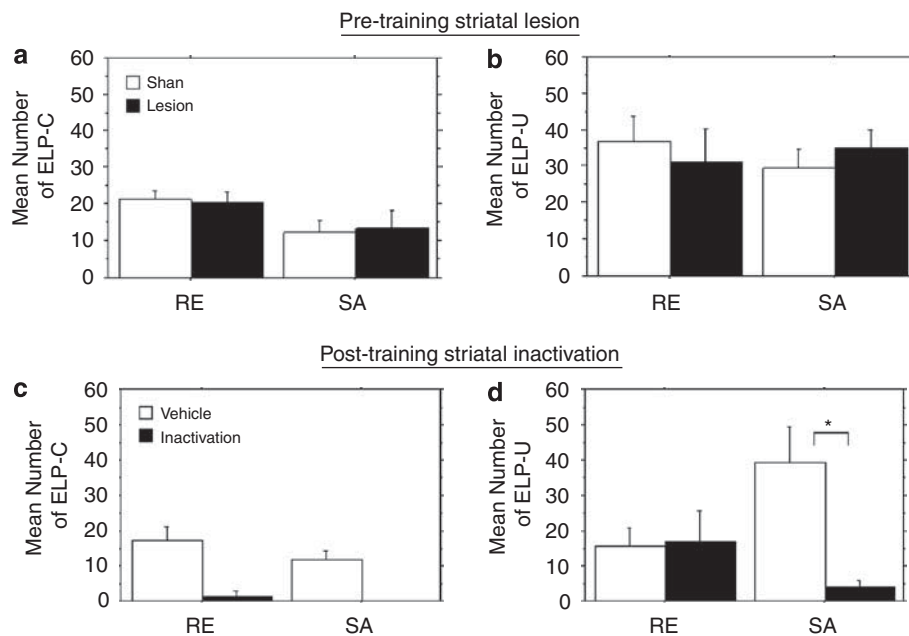 Pre-training striatal lesion
a
Mean Number of ELP-C
60
50
40
30
20
10
0
Shan
Lesion
RE SA
b
Mean Number of ELP-U
60
50
40
30
20
10
0
RE SA
Post-training striatal inactivation
c
Mean Number of ELP-C
60
50
40
30
20
10
0
Vehicle
Inactivation
RE SA
d
Mean Number of ELP-U
60
50
40
30
20
10
0
*
RE SA